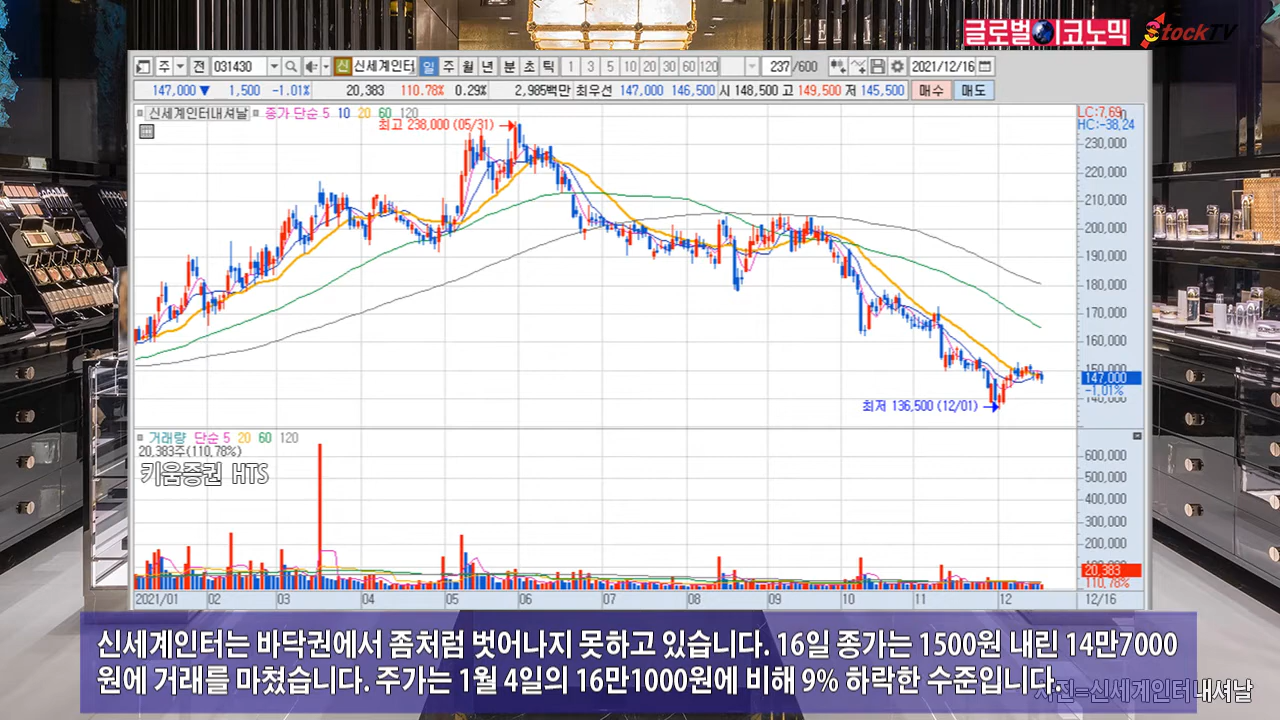 글로벌이코노믹 StockTV
주 전 031430 신 신세계인터 일 주 월 년 분 초 틱 1 3 5 10 20 30 60 120 237 /600 2021/12/16
147,000 ▼ 1,500 -1.01% 20,383 110.78% 0.29% 2,985백만 최우선 147,000 146,500 시 148,500 고 149,500 저 145,500 매수 매도
신세계인터내셔날 종가 단순 5 10 20 60 120
LC:7,69
HC:-38,24
최고 238,000 (05/31)
230,000
220,000
210,000
200,000
190,000
180,000
170,000
160,000
150,000
147,000
-1,01%
140,000
최저 136,500 (12/01)
거래량 단순 5 20 60 120
20,383주(110.78%)
키움증권 HTS
600,000
500,000
400,000
300,000
200,000
20,383
110,78%
2021/01 02 03 04 05 06 07 08 09 10 11 12 12/16
신세계인터는 바닥권에서 좀처럼 벗어나지 못하고 있습니다. 16일 종가는 1500원 내린 14만7000
원에 거래를 마쳤습니다. 주가는 1월 4일의 16만1000원에 비해 9% 하락한 수준입니다.
사진=신세계인터내셔날